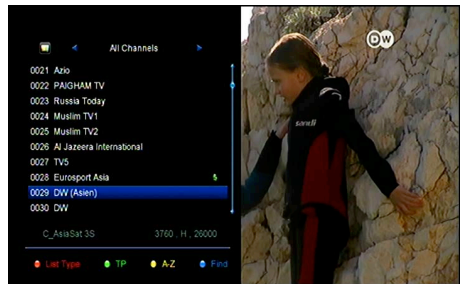 All Channels
DW
0021 Azio
0022 PAIGHAM TV
0023 Russia Today
0024 Muslim TV1
0025 Muslim TV2
0026 Al Jazeera International
0027 TV5
0028 Eurosport Asia $
0029 DW (Asien)
0030 DW
C_AsiaSat 3S 3760 . H . 26000
List Type TP A-Z Find